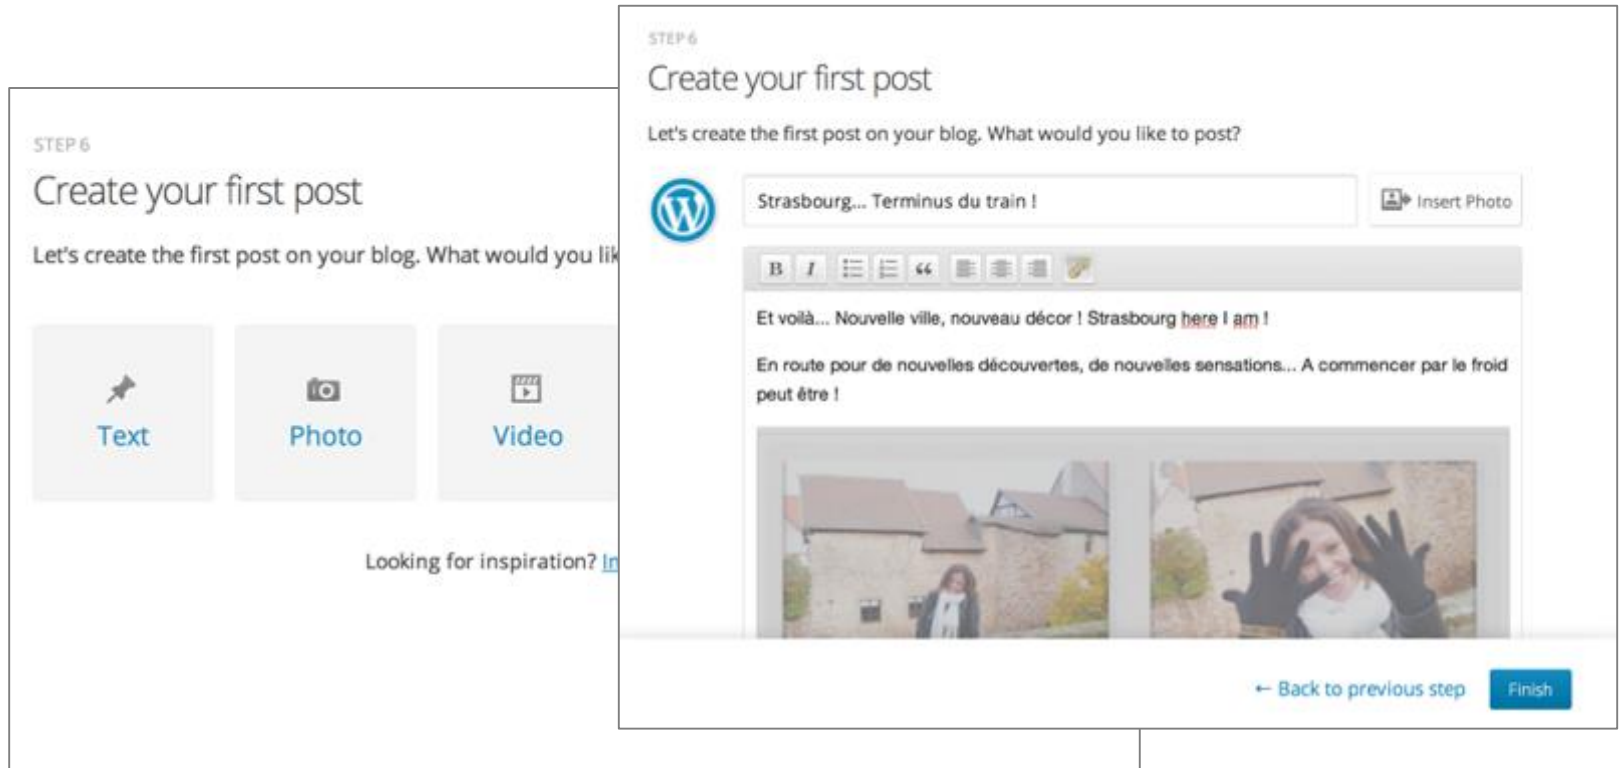 STEP 6
Create your first post
Let's create the first post on your blog. What would you lik
Text
Photo
Video
Looking for inspiration? In
STEP 6
Create your first post
Let's create the first post on your blog. What would you like to post?
Strasbourg... Terminus du train !
Insert Photo
B I “
Et voilà... Nouvelle ville, nouveau décor ! Strasbourg here I am !
En route pour de nouvelles découvertes, de nouvelles sensations... A commencer par le froid
peut être !
← Back to previous step
Finish